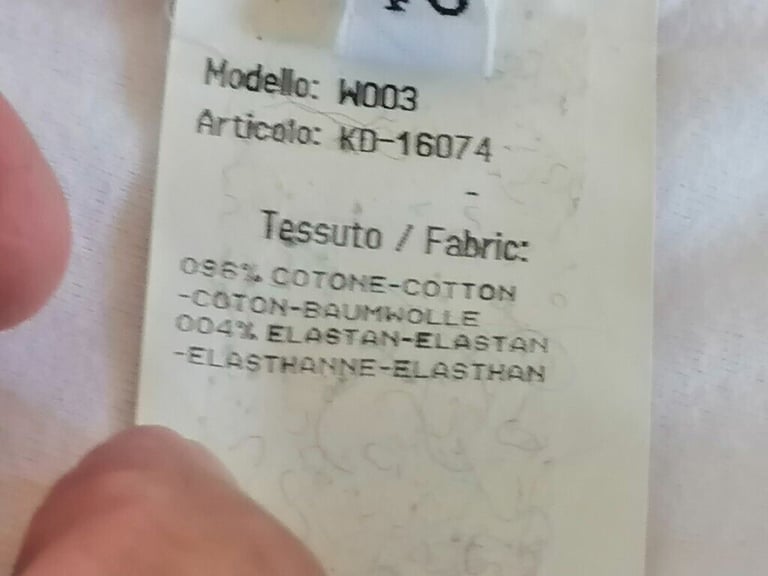 Modello: W003
Articolo: KD-16074
-
Tessuto / Fabric:
096% COTONE-COTTON
-COTON-BAUMWOLLE
004% ELASTAN-ELASTAN
-ELASTHANNE-ELASTHAN